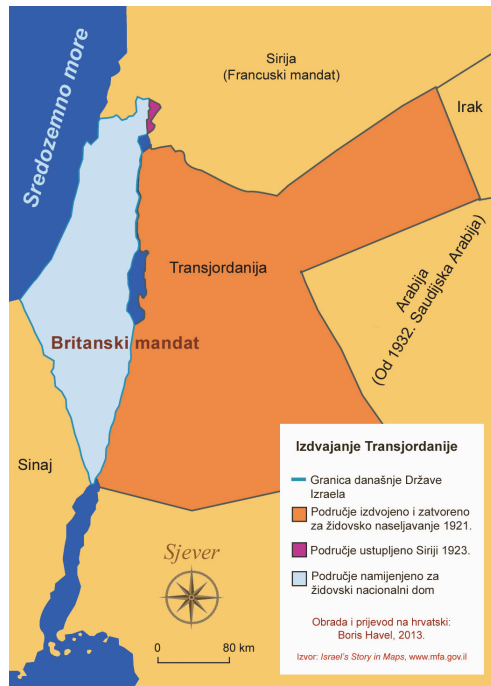 Sirija
(Francuski mandat)
Irak
Sredozemno more
Transjordanija
Arabija
(Od 1932. Saudijska Arabija)
Britanski mandat
Sinaj
Izdvajanje Transjordanije
Granica današnje Države
Izraela
Područje izdvojeno i zatvoreno
za židovsko naseljavanje 1921.
Područje ustupljeno Siriji 1923.
Područje namijenjeno za
židovski nacionalni dom
Obrada i prijevod na hrvatski:
Boris Havel, 2013.
Izvor: Israel's Story in Maps, www.mfa.gov.il
Sjever
0 80 km